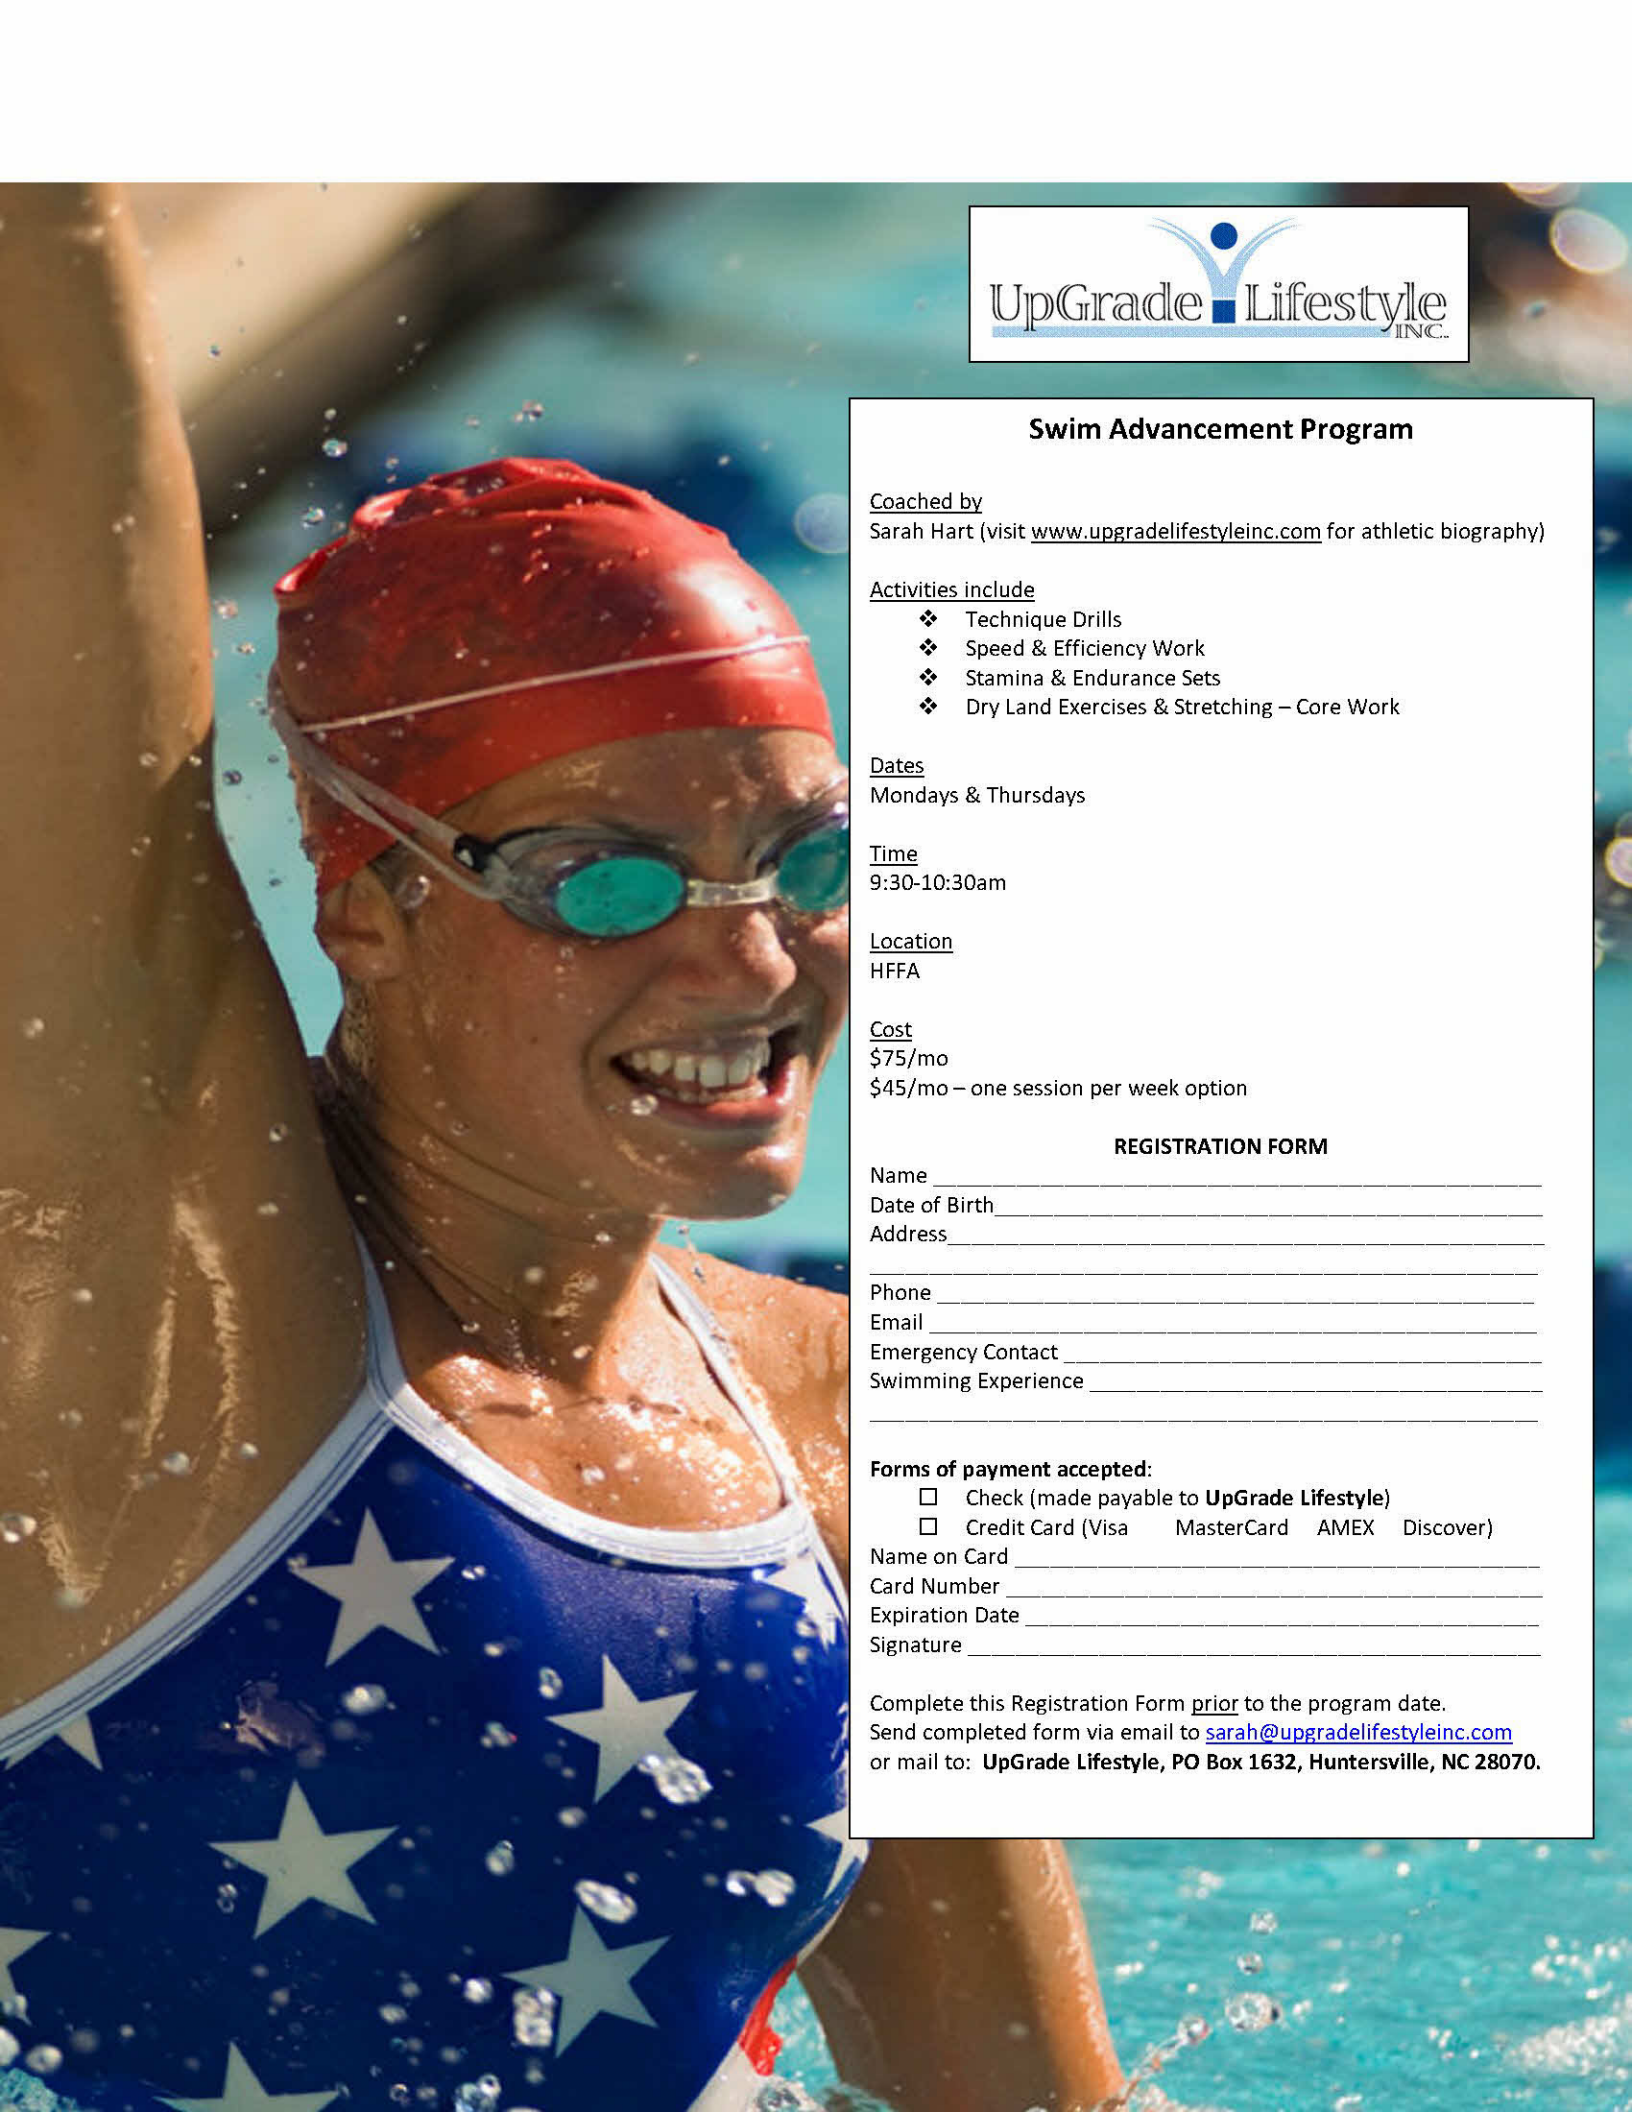 UpGrade Lifestyle
INC.
Swim Advancement Program
Coached by
Sarah Hart (visit www.upgradelifestyleinc.com for athletic biography)
Activities include
❖ Technique Drills
❖ Speed & Efficiency Work
❖ Stamina & Endurance Sets
❖ Dry Land Exercises & Stretching – Core Work
Dates
Mondays & Thursdays
Time
9:30-10:30am
Location
HFFA
Cost
$75/mo
$45/mo – one session per week option
REGISTRATION FORM
Name
Date of Birth
Address
Phone
Email
Emergency Contact
Swimming Experience
Forms of payment accepted:
☐ Check (made payable to UpGrade Lifestyle)
☐ Credit Card (Visa MasterCard AMEX Discover)
Name on Card
Card Number
Expiration Date
Signature
Complete this Registration Form prior to the program date.
Send completed form via email to sarah@upgradelifestyleinc.com
or mail to: UpGrade Lifestyle, PO Box 1632, Huntersville, NC 28070.